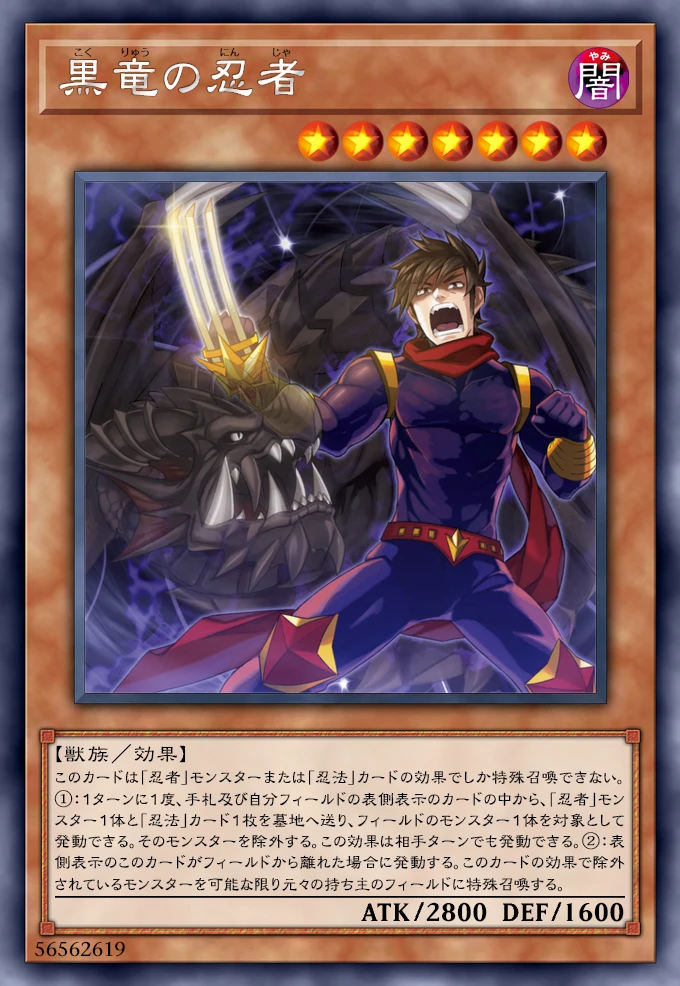 こく りゅう にん じゃ
黒竜の忍者
やみ
闇
【獣族／効果】
このカードは「忍者」モンスターまたは「忍法」カードの効果でしか特殊召喚できない。
①：1ターンに1度、手札及び自分フィールドの表側表示のカードの中から、「忍者」モン
スター1体と「忍法」カード1枚を墓地へ送り、フィールドのモンスター1体を対象として
発動できる。そのモンスターを除外する。この効果は相手ターンでも発動できる。②：表
側表示のこのカードがフィールドから離れた場合に発動する。このカードの効果で除外
されているモンスターを可能な限り元々の持ち主のフィールドに特殊召喚する。
ATK/2800 DEF/1600
56562619